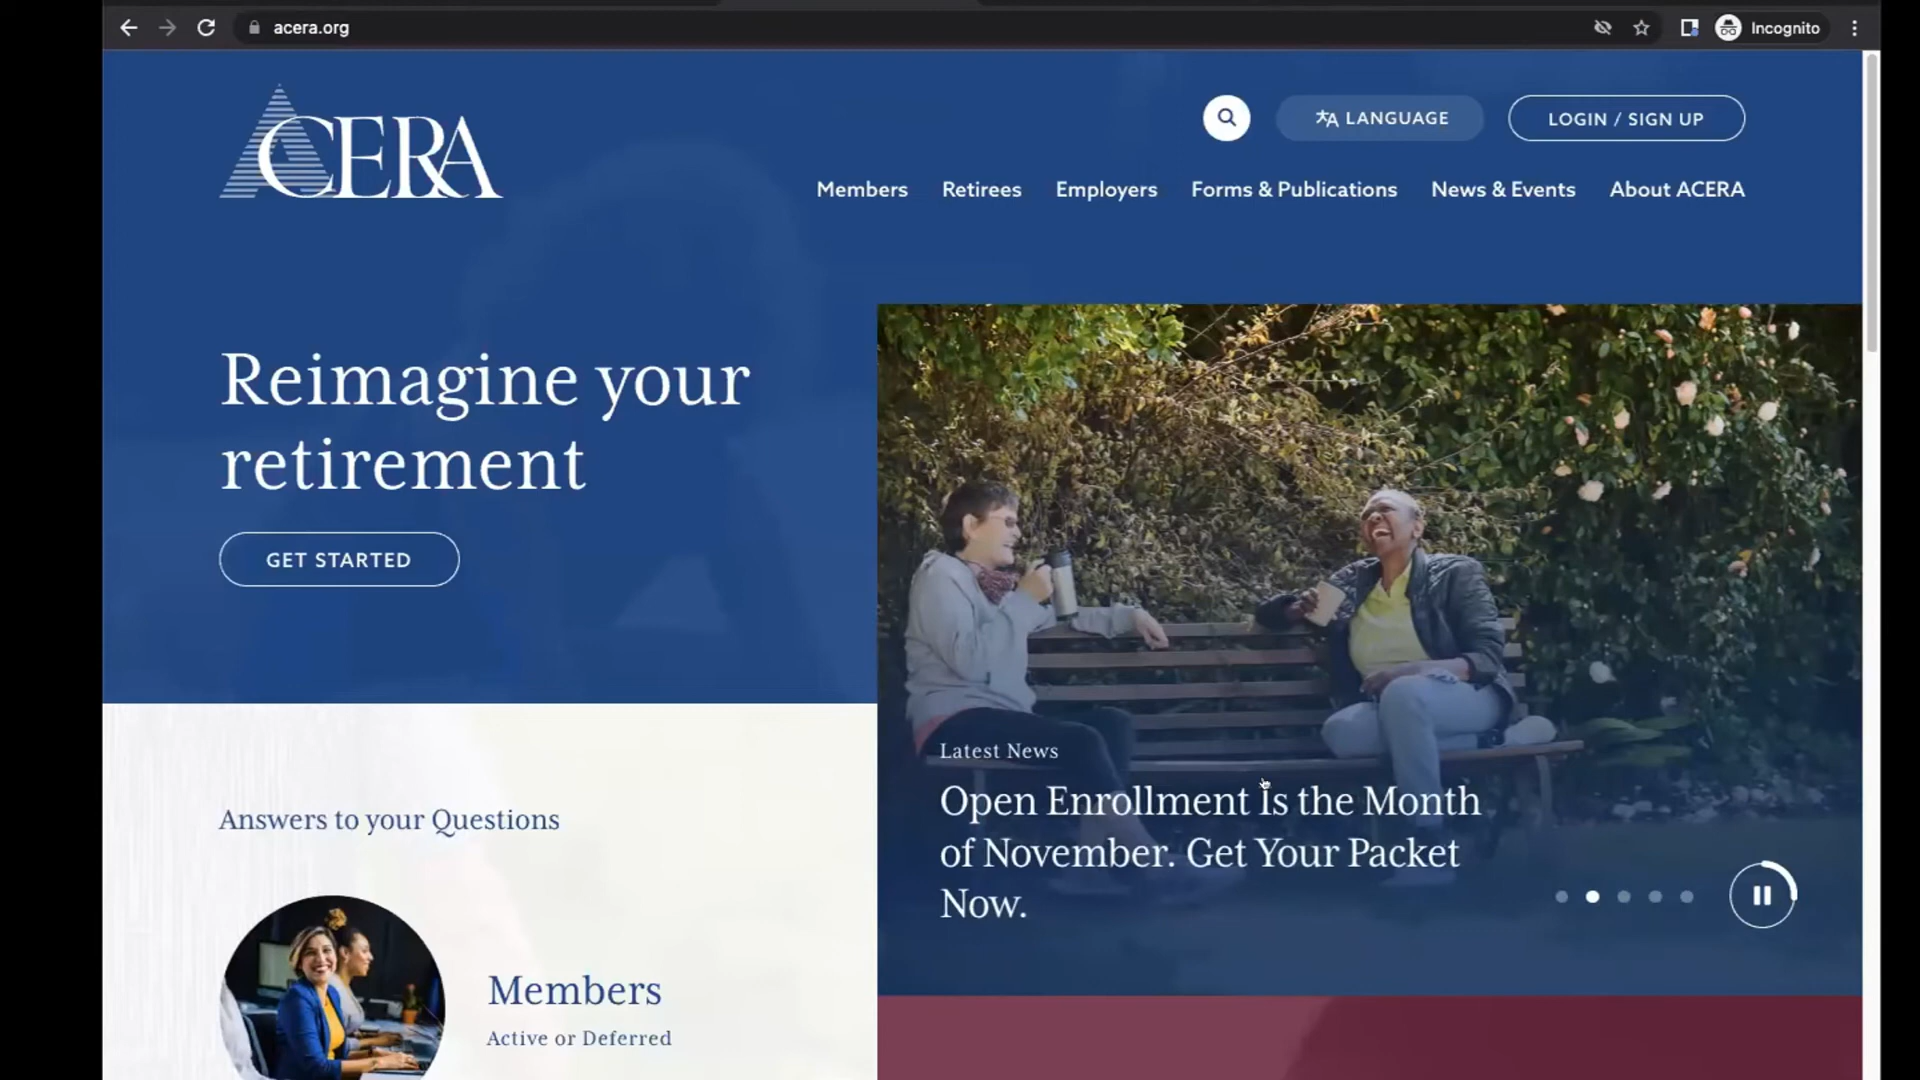 acera.org
Incognito
ACERA
LANGUAGE
LOGIN / SIGN UP
Members Retirees Employers Forms & Publications News & Events About ACERA
Reimagine your
retirement
GET STARTED
Latest News
Open Enrollment Is the Month
of November. Get Your Packet
Now.
Answers to your Questions
Members
Active or Deferred